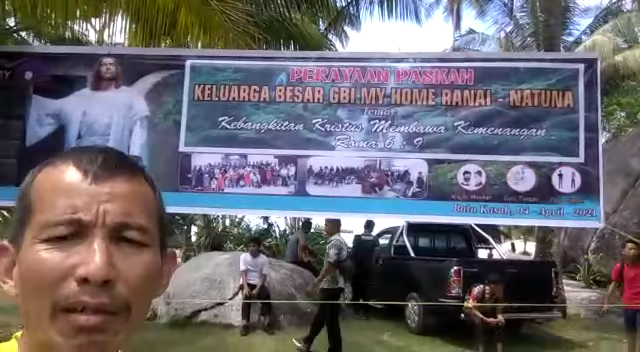 PERAYAAN PASKAH
KELUARGA BESAR GBI MY HOME RANAI - NATUNA
Tema:
Kebangkitan Kristus Membawa Kemenangan
Roma 6 : 9
Batu Kasah, 04 - April - 2021